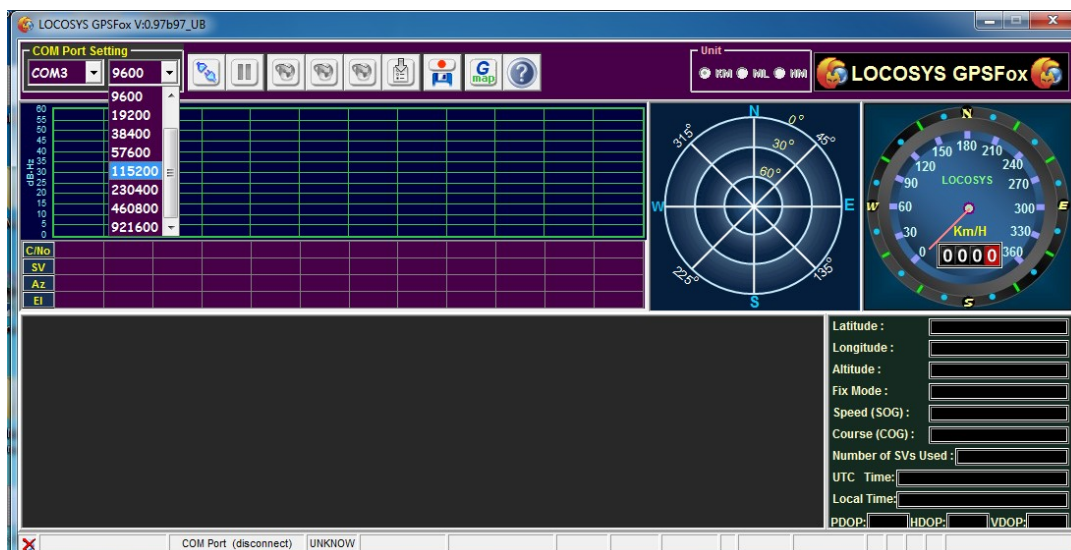 LOCOSYS GPSFox V:0.97b97_UB
COM Port Setting
COM3
9600
Unit
KM ML NM
LOCOSYS GPSFox
G map
?
9600
19200
38400
57600
115200
230400
460800
921600
60
55
50
45
40
35
30
25
20
15
10
5
0
dB-Hz
C/No
SV
Az
El
N
0°
315°
30°
45°
60°
W
E
225°
135°
S
N
150 180 210
120 240
90 LOCOSYS 270
W 60 300 E
30 Km/H 330
0 0000 360
S
Latitude :
Longitude :
Altitude :
Fix Mode :
Speed (SOG) :
Course (COG) :
Number of SVs Used :
UTC Time:
Local Time:
PDOP: HDOP: VDOP:
COM Port (disconnect) UNKNOW